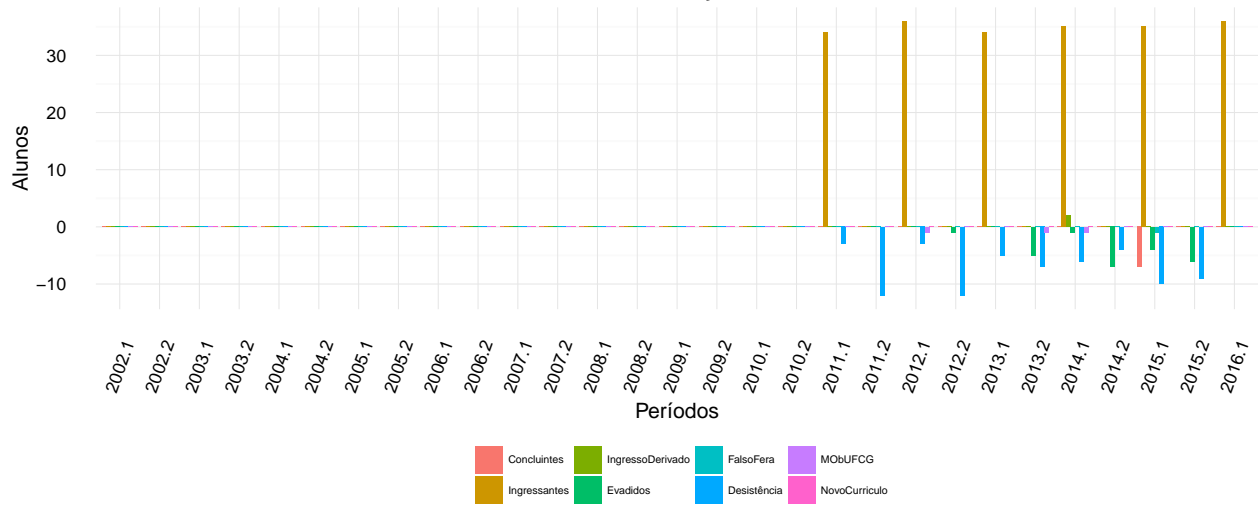 Alunos
30
20
10
0
−10
2002.1 2002.2 2003.1 2003.2 2004.1 2004.2 2005.1 2005.2 2006.1 2006.2 2007.1 2007.2 2008.1 2008.2 2009.1 2009.2 2010.1 2010.2 2011.1 2011.2 2012.1 2012.2 2013.1 2013.2 2014.1 2014.2 2015.1 2015.2 2016.1
Períodos
Concluintes IngressoDerivado FalsoFera MObUFCG
Ingressantes Evadidos Desistência NovoCurriculo